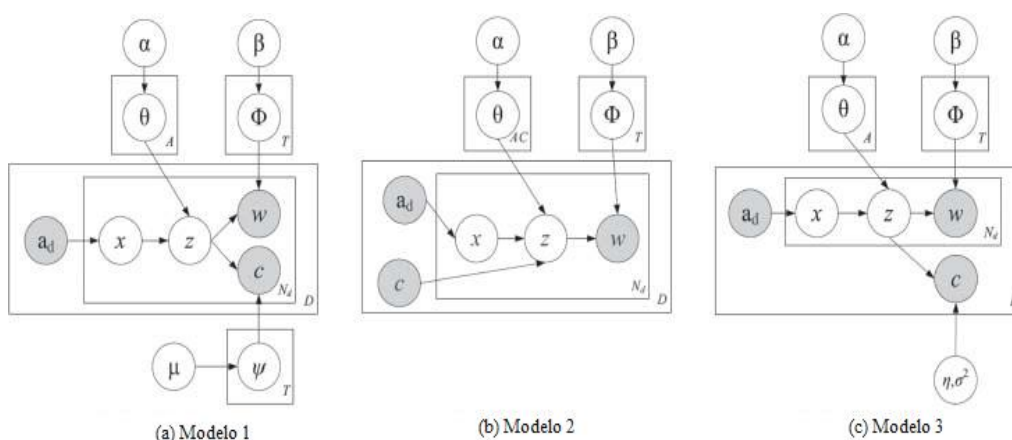 α β α β α β
θ A Φ T θ AC Φ T θ A Φ T
a_d x z w c N_d D
a_d c x z w N_d D
a_d x z w N_d c
μ ψ T
η,σ²
(a) Modelo 1
(b) Modelo 2
(c) Modelo 3